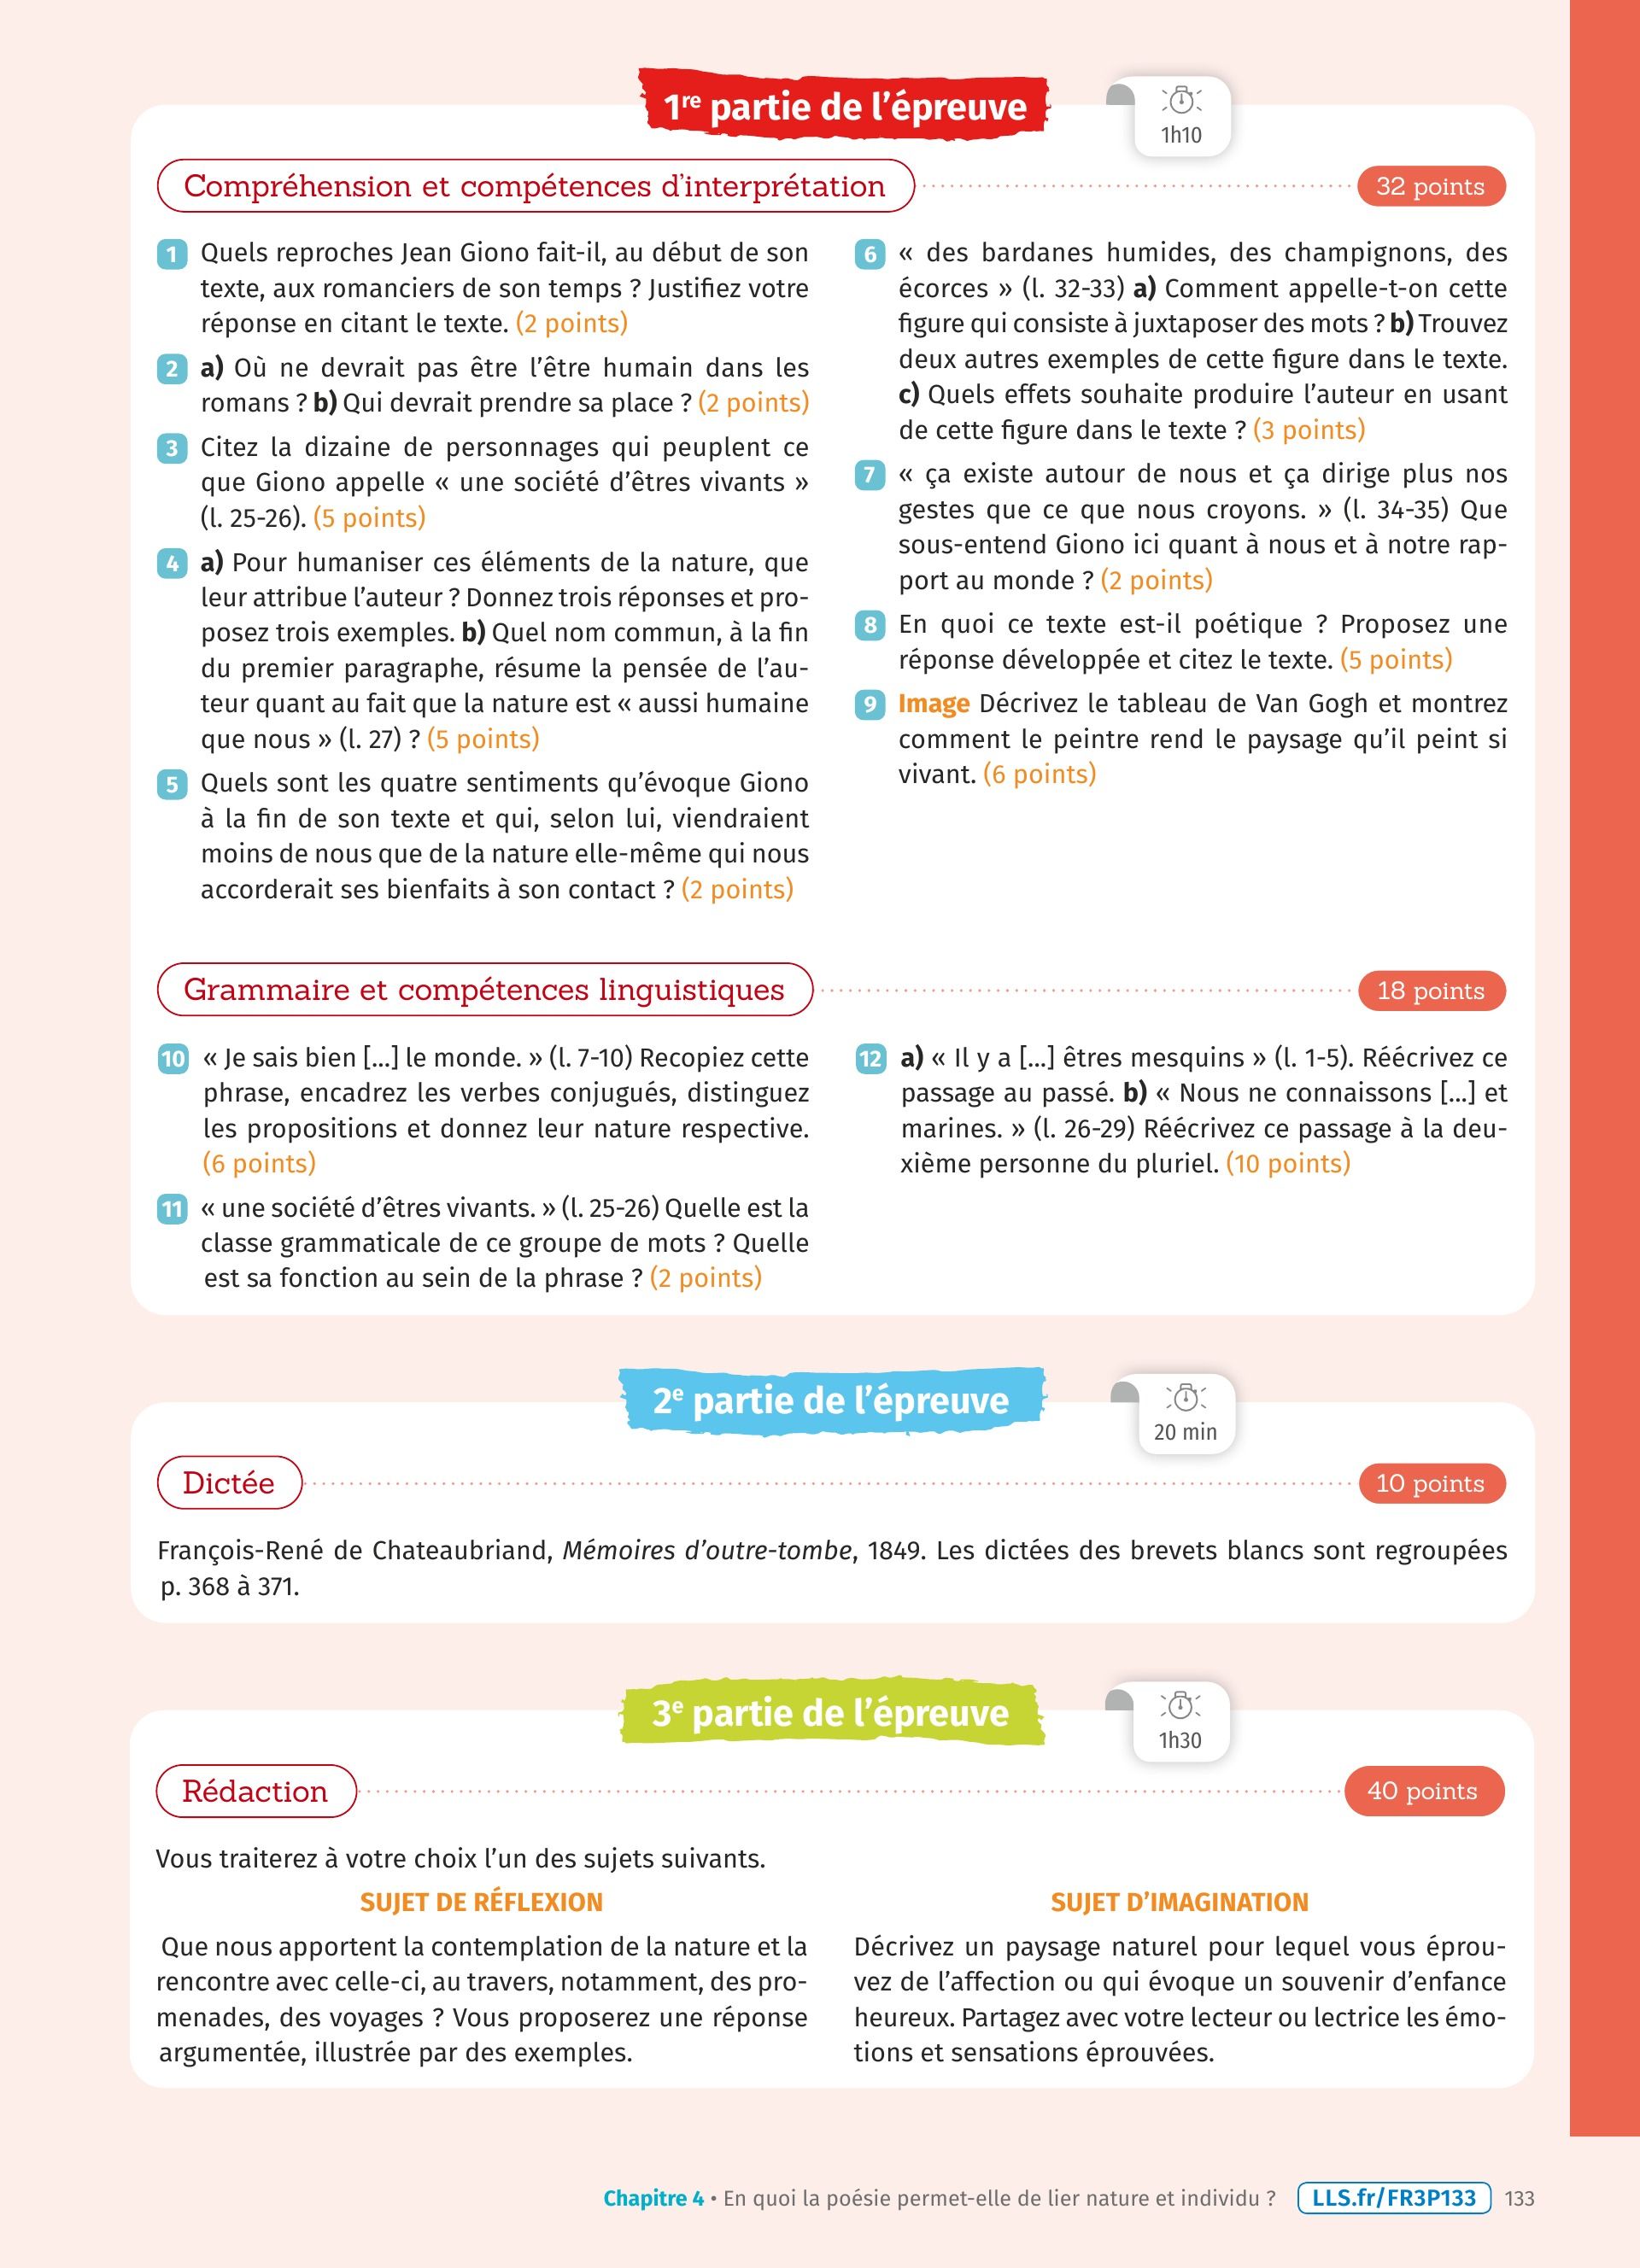 1re partie de l’épreuve
1h10
Compréhension et compétences d’interprétation
32 points
1 Quels reproches Jean Giono fait-il, au début de son
texte, aux romanciers de son temps ? Justifiez votre
réponse en citant le texte. (2 points)
2 a) Où ne devrait pas être l’être humain dans les
romans ? b) Qui devrait prendre sa place ? (2 points)
3 Citez la dizaine de personnages qui peuplent ce
que Giono appelle « une société d’êtres vivants »
(l. 25-26). (5 points)
4 a) Pour humaniser ces éléments de la nature, que
leur attribue l’auteur ? Donnez trois réponses et pro-
posez trois exemples. b) Quel nom commun, à la fin
du premier paragraphe, résume la pensée de l’au-
teur quant au fait que la nature est « aussi humaine
que nous » (l. 27) ? (5 points)
5 Quels sont les quatre sentiments qu’évoque Giono
à la fin de son texte et qui, selon lui, viendraient
moins de nous que de la nature elle-même qui nous
accorderait ses bienfaits à son contact ? (2 points)
6 « des bardanes humides, des champignons, des
écorces » (l. 32-33) a) Comment appelle-t-on cette
figure qui consiste à juxtaposer des mots ? b) Trouvez
deux autres exemples de cette figure dans le texte.
c) Quels effets souhaite produire l’auteur en usant
de cette figure dans le texte ? (3 points)
7 « ça existe autour de nous et ça dirige plus nos
gestes que ce que nous croyons. » (l. 34-35) Que
sous-entend Giono ici quant à nous et à notre rap-
port au monde ? (2 points)
8 En quoi ce texte est-il poétique ? Proposez une
réponse développée et citez le texte. (5 points)
9 Image Décrivez le tableau de Van Gogh et montrez
comment le peintre rend le paysage qu’il peint si
vivant. (6 points)
Grammaire et compétences linguistiques
18 points
10 « Je sais bien [...] le monde. » (l. 7-10) Recopiez cette
phrase, encadrez les verbes conjugués, distinguez
les propositions et donnez leur nature respective.
(6 points)
11 « une société d’êtres vivants. » (l. 25-26) Quelle est la
classe grammaticale de ce groupe de mots ? Quelle
est sa fonction au sein de la phrase ? (2 points)
12 a) « Il y a [...] êtres mesquins » (l. 1-5). Réécrivez ce
passage au passé. b) « Nous ne connaissons [...] et
marines. » (l. 26-29) Réécrivez ce passage à la deu-
xième personne du pluriel. (10 points)
2e partie de l’épreuve
20 min
Dictée
10 points
François-René de Chateaubriand, Mémoires d’outre-tombe, 1849. Les dictées des brevets blancs sont regroupées
p. 368 à 371.
3e partie de l’épreuve
1h30
Rédaction
40 points
Vous traiterez à votre choix l’un des sujets suivants.
SUJET DE RÉFLEXION
Que nous apportent la contemplation de la nature et la
rencontre avec celle-ci, au travers, notamment, des pro-
menades, des voyages ? Vous proposerez une réponse
argumentée, illustrée par des exemples.
SUJET D’IMAGINATION
Décrivez un paysage naturel pour lequel vous éprou-
vez de l’affection ou qui évoque un souvenir d’enfance
heureux. Partagez avec votre lecteur ou lectrice les émo-
tions et sensations éprouvées.
Chapitre 4 • En quoi la poésie permet-elle de lier nature et individu ? LLS.fr/FR3P133 133